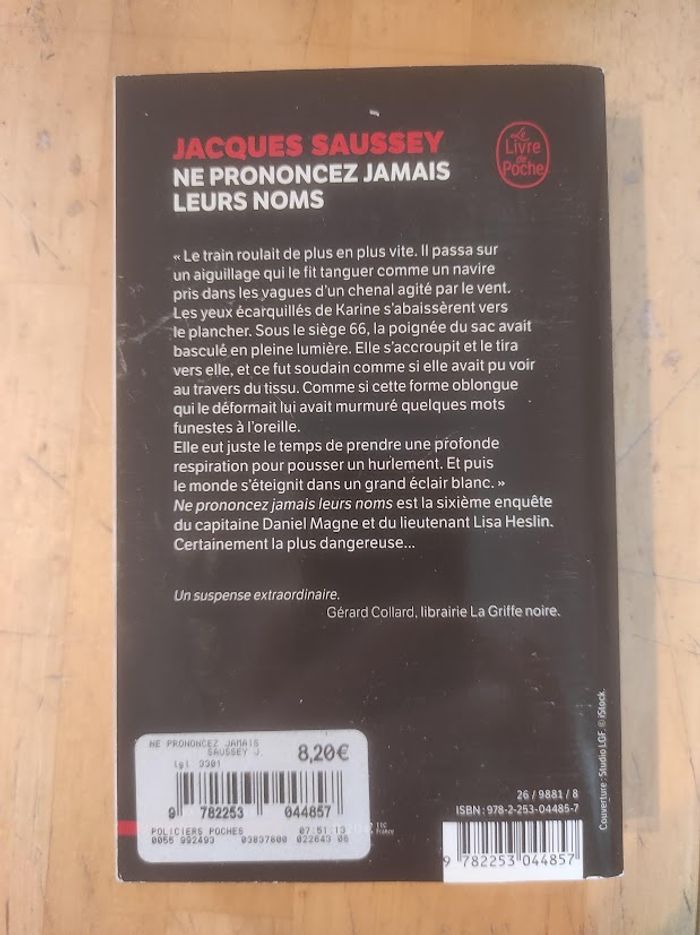 JACQUES SAUSSEY
NE PRONONCEZ JAMAIS
LEURS NOMS
Le
Livre
de
Poche
« Le train roulait de plus en plus vite. Il passa sur
un aiguillage qui le fit tanguer comme un navire
pris dans les vagues d'un chenal agité par le vent.
Les yeux écarquillés de Karine s'abaissèrent vers
le plancher. Sous le siège 66, la poignée du sac avait
basculé en pleine lumière. Elle s'accroupit et le tira
vers elle, et ce fut soudain comme si elle avait pu voir
au travers du tissu. Comme si cette forme oblongue
qui le déformait lui avait murmuré quelques mots
funestes à l'oreille.
Elle eut juste le temps de prendre une profonde
respiration pour pousser un hurlement. Et puis
le monde s'éteignit dans un grand éclair blanc. »
Ne prononcez jamais leurs noms est la sixième enquête
du capitaine Daniel Magne et du lieutenant Lisa Heslin.
Certainement la plus dangereuse...
Un suspense extraordinaire.
Gérard Collard, librairie La Griffe noire.
Couverture : Studio LGF. © iStock.
NE PRONONCEZ JAMAIS
SAUSSEY J.
8,20€
lgl 3301
9 782253 044857
POLICIERS POCHES 07.51.13
0055 992493 03837600 022643 06
France
26 / 9881 / 8
ISBN : 978-2-253-04485-7
9 782253 044857